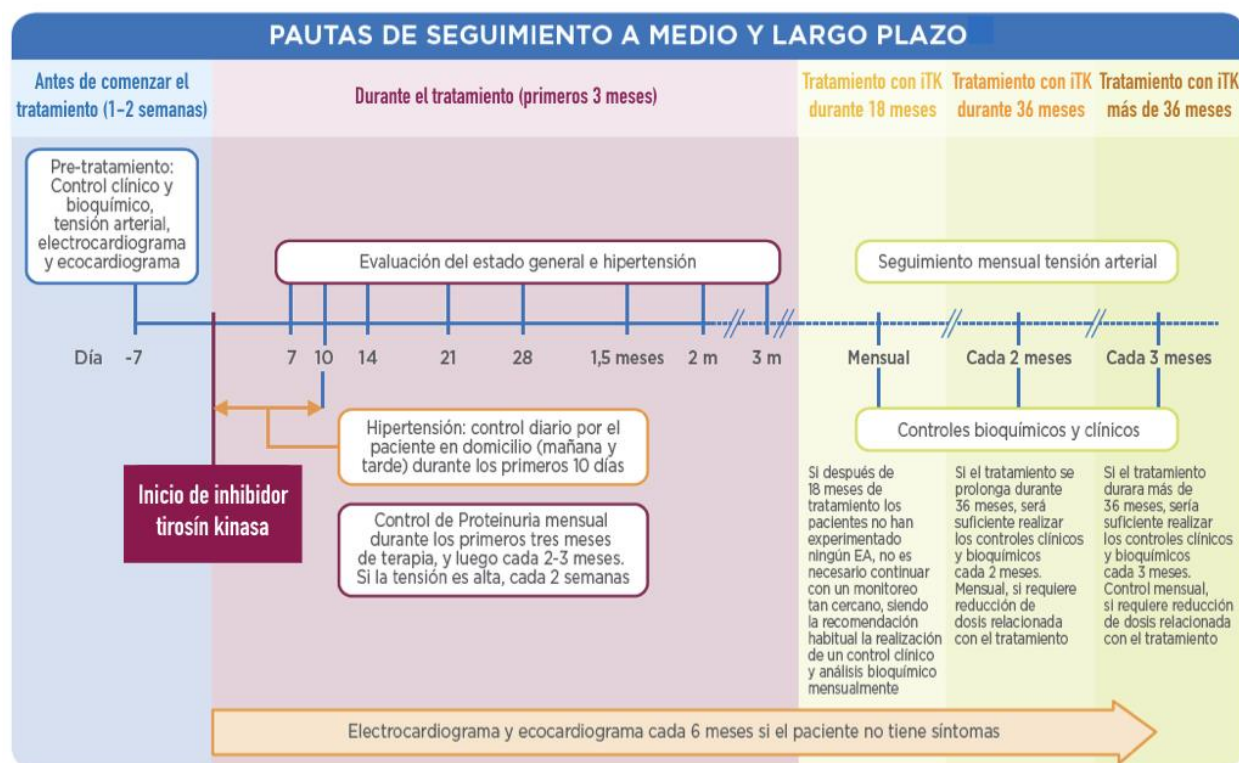 PAUTAS DE SEGUIMIENTO A MEDIO Y LARGO PLAZO
Antes de comenzar el
tratamiento (1–2 semanas)
Durante el tratamiento (primeros 3 meses)
Tratamiento con iTK
durante 18 meses
Tratamiento con iTK
durante 36 meses
Tratamiento con iTK
más de 36 meses
Pre-tratamiento:
Control clínico y
bioquímico,
tensión arterial,
electrocardiograma
y ecocardiograma
Evaluación del estado general e hipertensión
Seguimiento mensual tensión arterial
Día -7 7 10 14 21 28 1,5 meses 2 m 3 m Mensual Cada 2 meses Cada 3 meses
Hipertensión: control diario por el
paciente en domicilio (mañana y
tarde) durante los primeros 10 días
Controles bioquímicos y clínicos
Inicio de inhibidor
tirosín kinasa
Control de Proteinuria mensual
durante los primeros tres meses
de terapia, y luego cada 2-3 meses.
Si la tensión es alta, cada 2 semanas
Si después de
18 meses de
tratamiento los
pacientes no han
experimentado
ningún EA, no es
necesario continuar
con un monitoreo
tan cercano, siendo
la recomendación
habitual la realización
de un control clínico
y análisis bioquímico
mensualmente
Si el tratamiento se
prolonga durante
36 meses, será
suficiente realizar
los controles clínicos
y bioquímicos
cada 2 meses.
Mensual, si requiere
reducción de
dosis relacionada
con el tratamiento
Si el tratamiento
durara más de
36 meses, sería
suficiente realizar
los controles clínicos
y bioquímicos
cada 3 meses.
Control mensual,
si requiere reducción
de dosis relacionada
con el tratamiento
Electrocardiograma y ecocardiograma cada 6 meses si el paciente no tiene síntomas